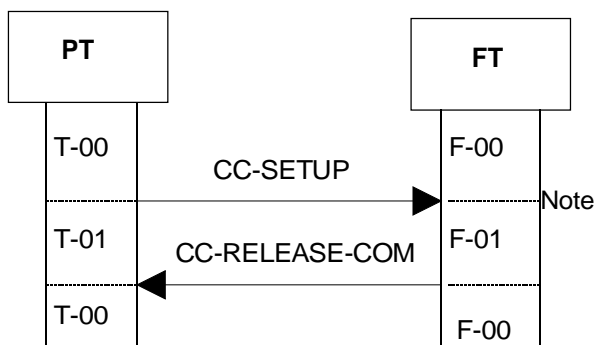 PT
FT
T-00
F-00
CC-SETUP
Note
T-01
F-01
CC-RELEASE-COM
T-00
F-00